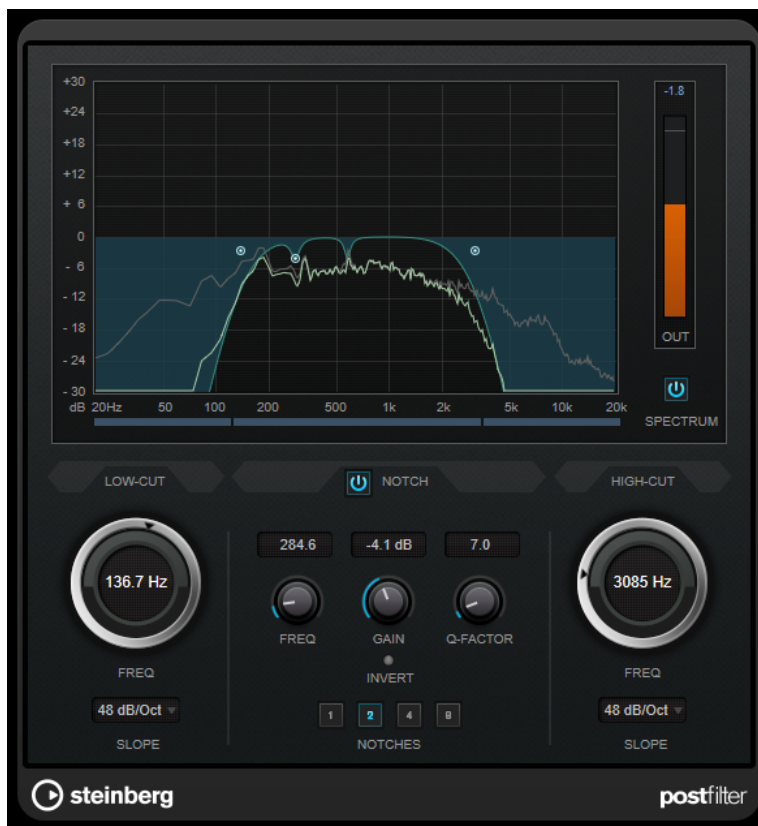 +30
+24
+18
+12
+ 6
0
- 6
- 12
- 18
- 24
- 30
dB 20Hz 50 100 200 500 1k 2k 5k 10k 20k
-1.8
OUT
SPECTRUM
LOW-CUT
NOTCH
HIGH-CUT
136.7 Hz
FREQ
48 dB/Oct
SLOPE
284.6 -4.1 dB 7.0
FREQ GAIN Q-FACTOR
INVERT
1 2 4 8
NOTCHES
3085 Hz
FREQ
48 dB/Oct
SLOPE
steinberg
postfilter